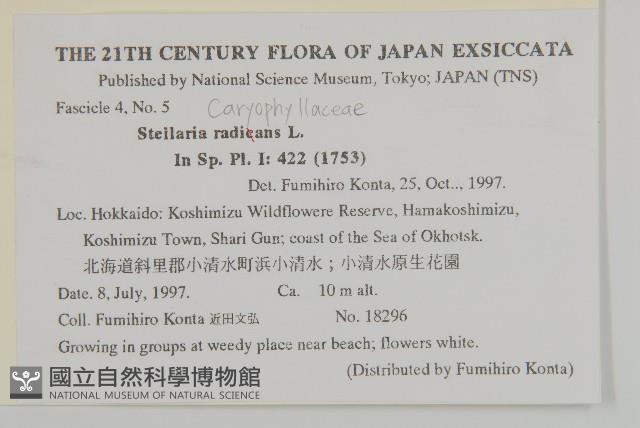 THE 21TH CENTURY FLORA OF JAPAN EXSICCATA
Published by National Science Museum, Tokyo; JAPAN (TNS)
Fascicle 4, No. 5 Caryophyllaceae
Steilaria radicans L.
In Sp. Pl. I: 422 (1753)
Det. Fumihiro Konta, 25, Oct.., 1997.
Loc. Hokkaido: Koshimizu Wildflowere Reserve, Hamakoshimizu,
Koshimizu Town, Shari Gun; coast of the Sea of Okhotsk.
北海道斜里郡小清水町浜小清水；小清水原生花園
Date. 8, July, 1997. Ca. 10 m alt.
Coll. Fumihiro Konta 近田文弘 No. 18296
Growing in groups at weedy place near beach; flowers white.
(Distributed by Fumihiro Konta)
國立自然科學博物館
NATIONAL MUSEUM OF NATURAL SCIENCE